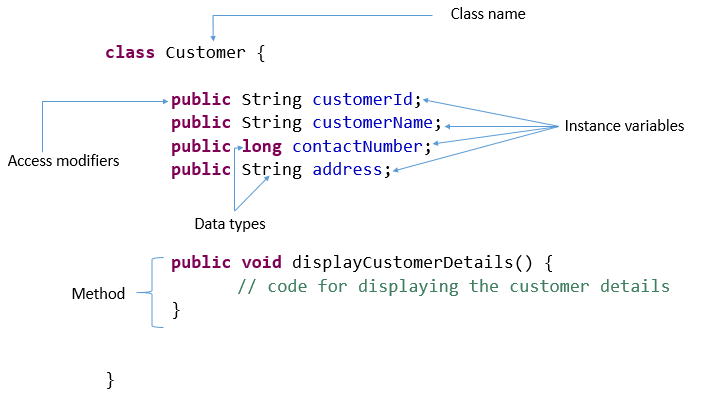 Class name
class Customer {
public String customerId;
public String customerName;
Instance variables
public long contactNumber;
Access modifiers
public String address;
Data types
public void displayCustomerDetails() {
Method
// code for displaying the customer details
}
}